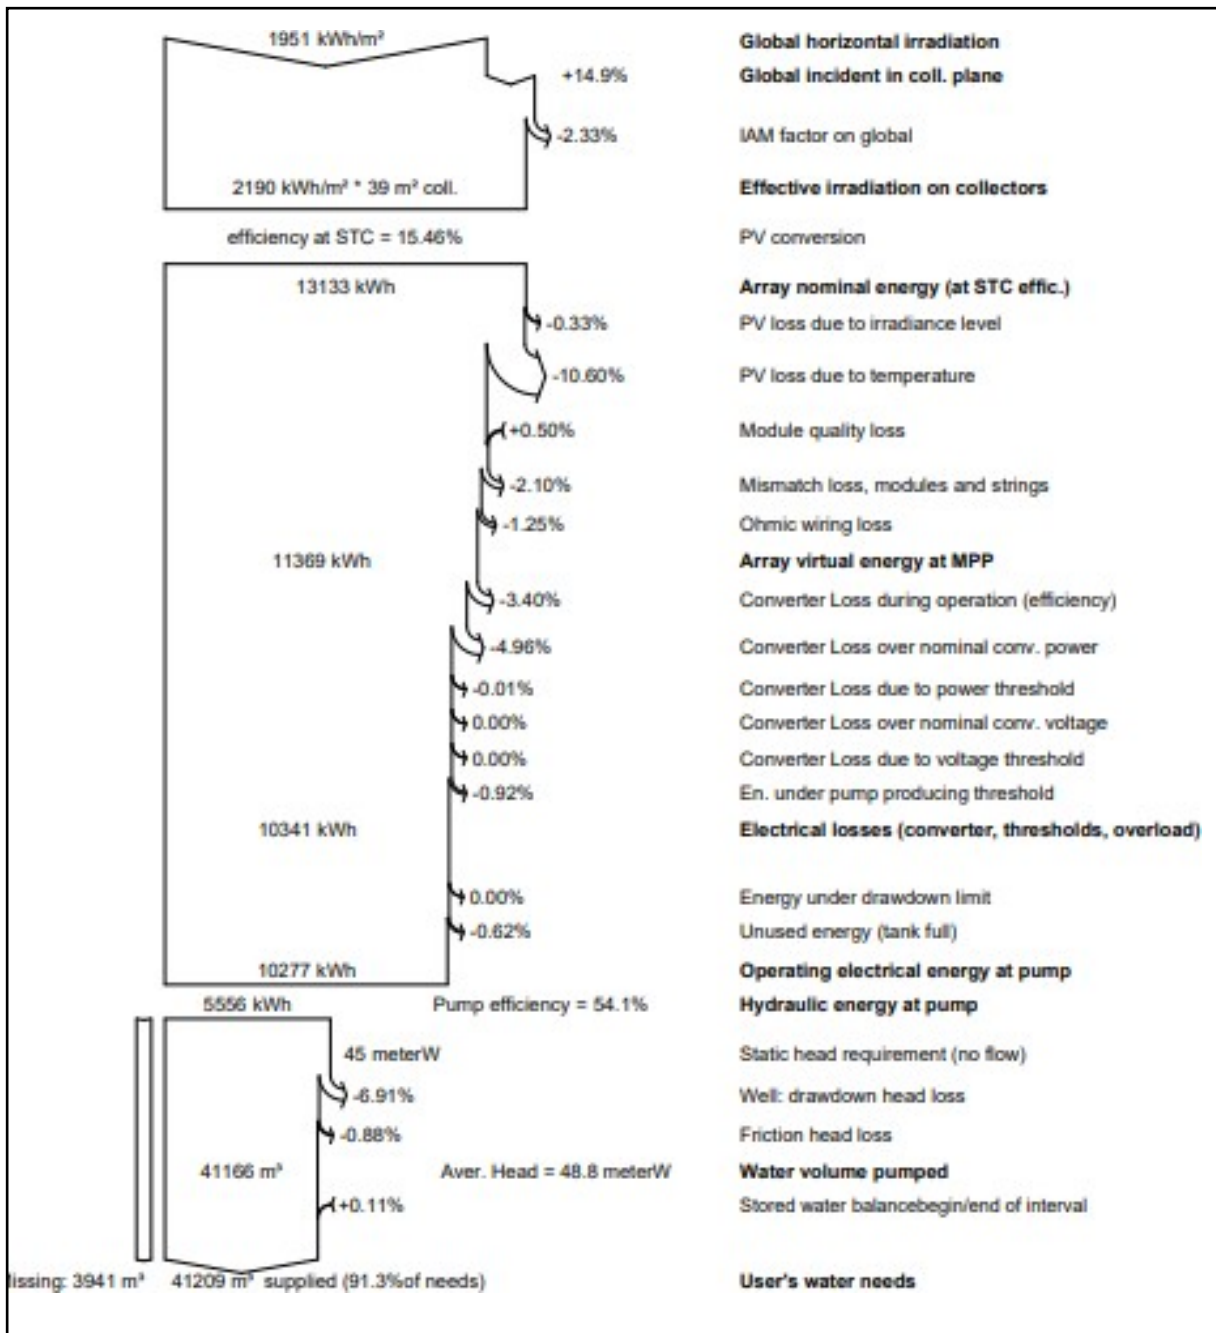 1951 kWh/m² Global horizontal irradiation
+14.9% Global incident in coll. plane
-2.33% IAM factor on global
2190 kWh/m² * 39 m² coll. Effective irradiation on collectors
efficiency at STC = 15.46% PV conversion
13133 kWh Array nominal energy (at STC effic.)
-0.33% PV loss due to irradiance level
-10.60% PV loss due to temperature
+0.50% Module quality loss
-2.10% Mismatch loss, modules and strings
-1.25% Ohmic wiring loss
11369 kWh Array virtual energy at MPP
-3.40% Converter Loss during operation (efficiency)
-4.96% Converter Loss over nominal conv. power
-0.01% Converter Loss due to power threshold
0.00% Converter Loss over nominal conv. voltage
0.00% Converter Loss due to voltage threshold
-0.92% En. under pump producing threshold
10341 kWh Electrical losses (converter, thresholds, overload)
0.00% Energy under drawdown limit
-0.62% Unused energy (tank full)
10277 kWh Operating electrical energy at pump
5556 kWh Pump efficiency = 54.1% Hydraulic energy at pump
45 meterW Static head requirement (no flow)
-6.91% Well: drawdown head loss
-0.88% Friction head loss
41166 m³ Aver. Head = 48.8 meterW Water volume pumped
+0.11% Stored water balancebegin/end of interval
lissing: 3941 m³ 41209 m³ supplied (91.3%of needs) User's water needs